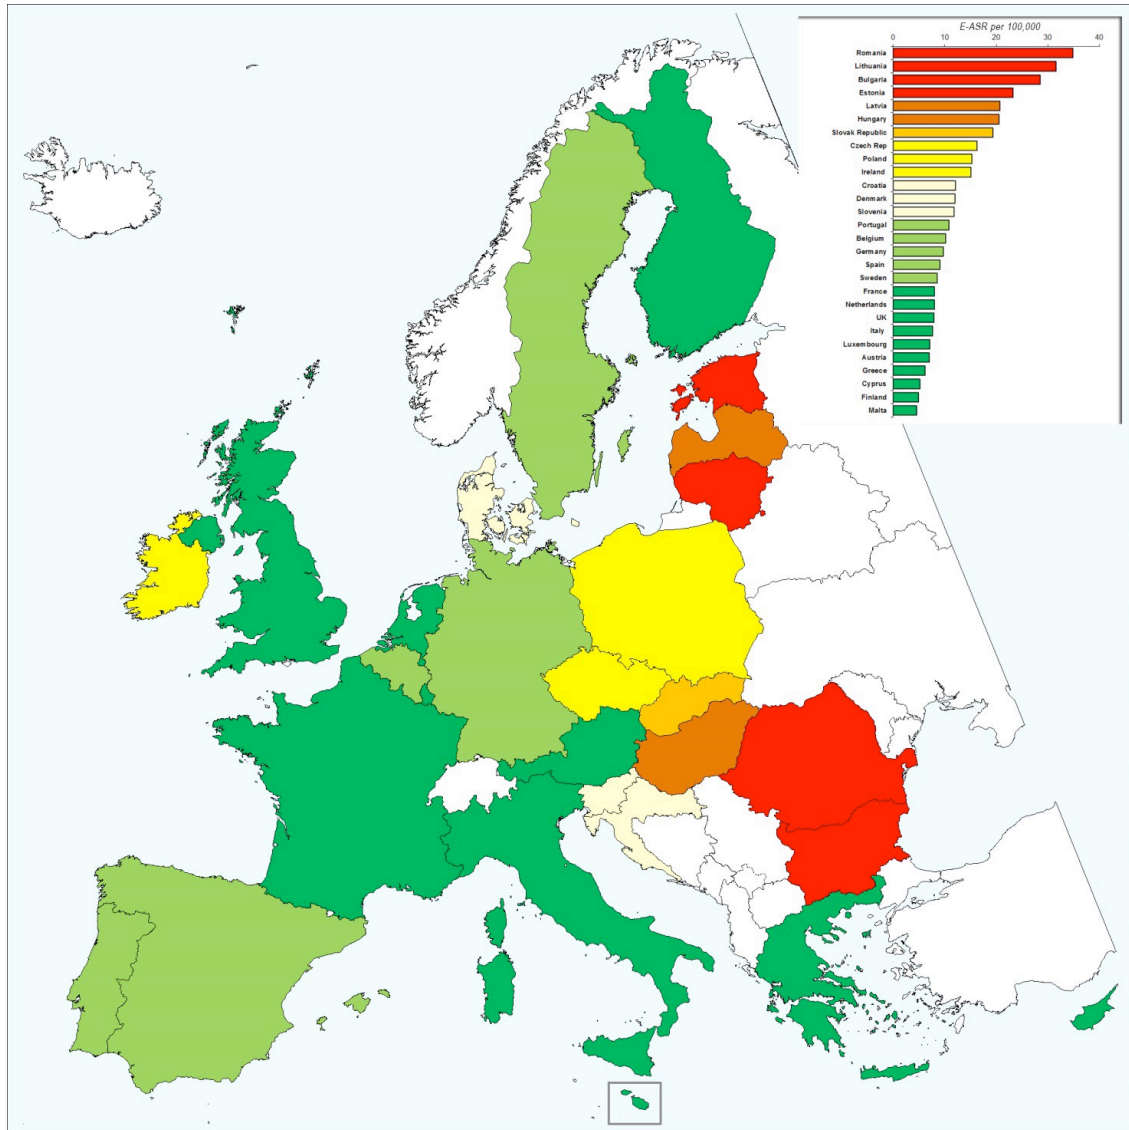 E-ASR per 100,000
0 10 20 30 40
Romania
Lithuania
Bulgaria
Estonia
Latvia
Hungary
Slovak Republic
Czech Rep
Poland
Ireland
Croatia
Denmark
Slovenia
Portugal
Belgium
Germany
Spain
Sweden
France
Netherlands
UK
Italy
Luxembourg
Austria
Greece
Cyprus
Finland
Malta